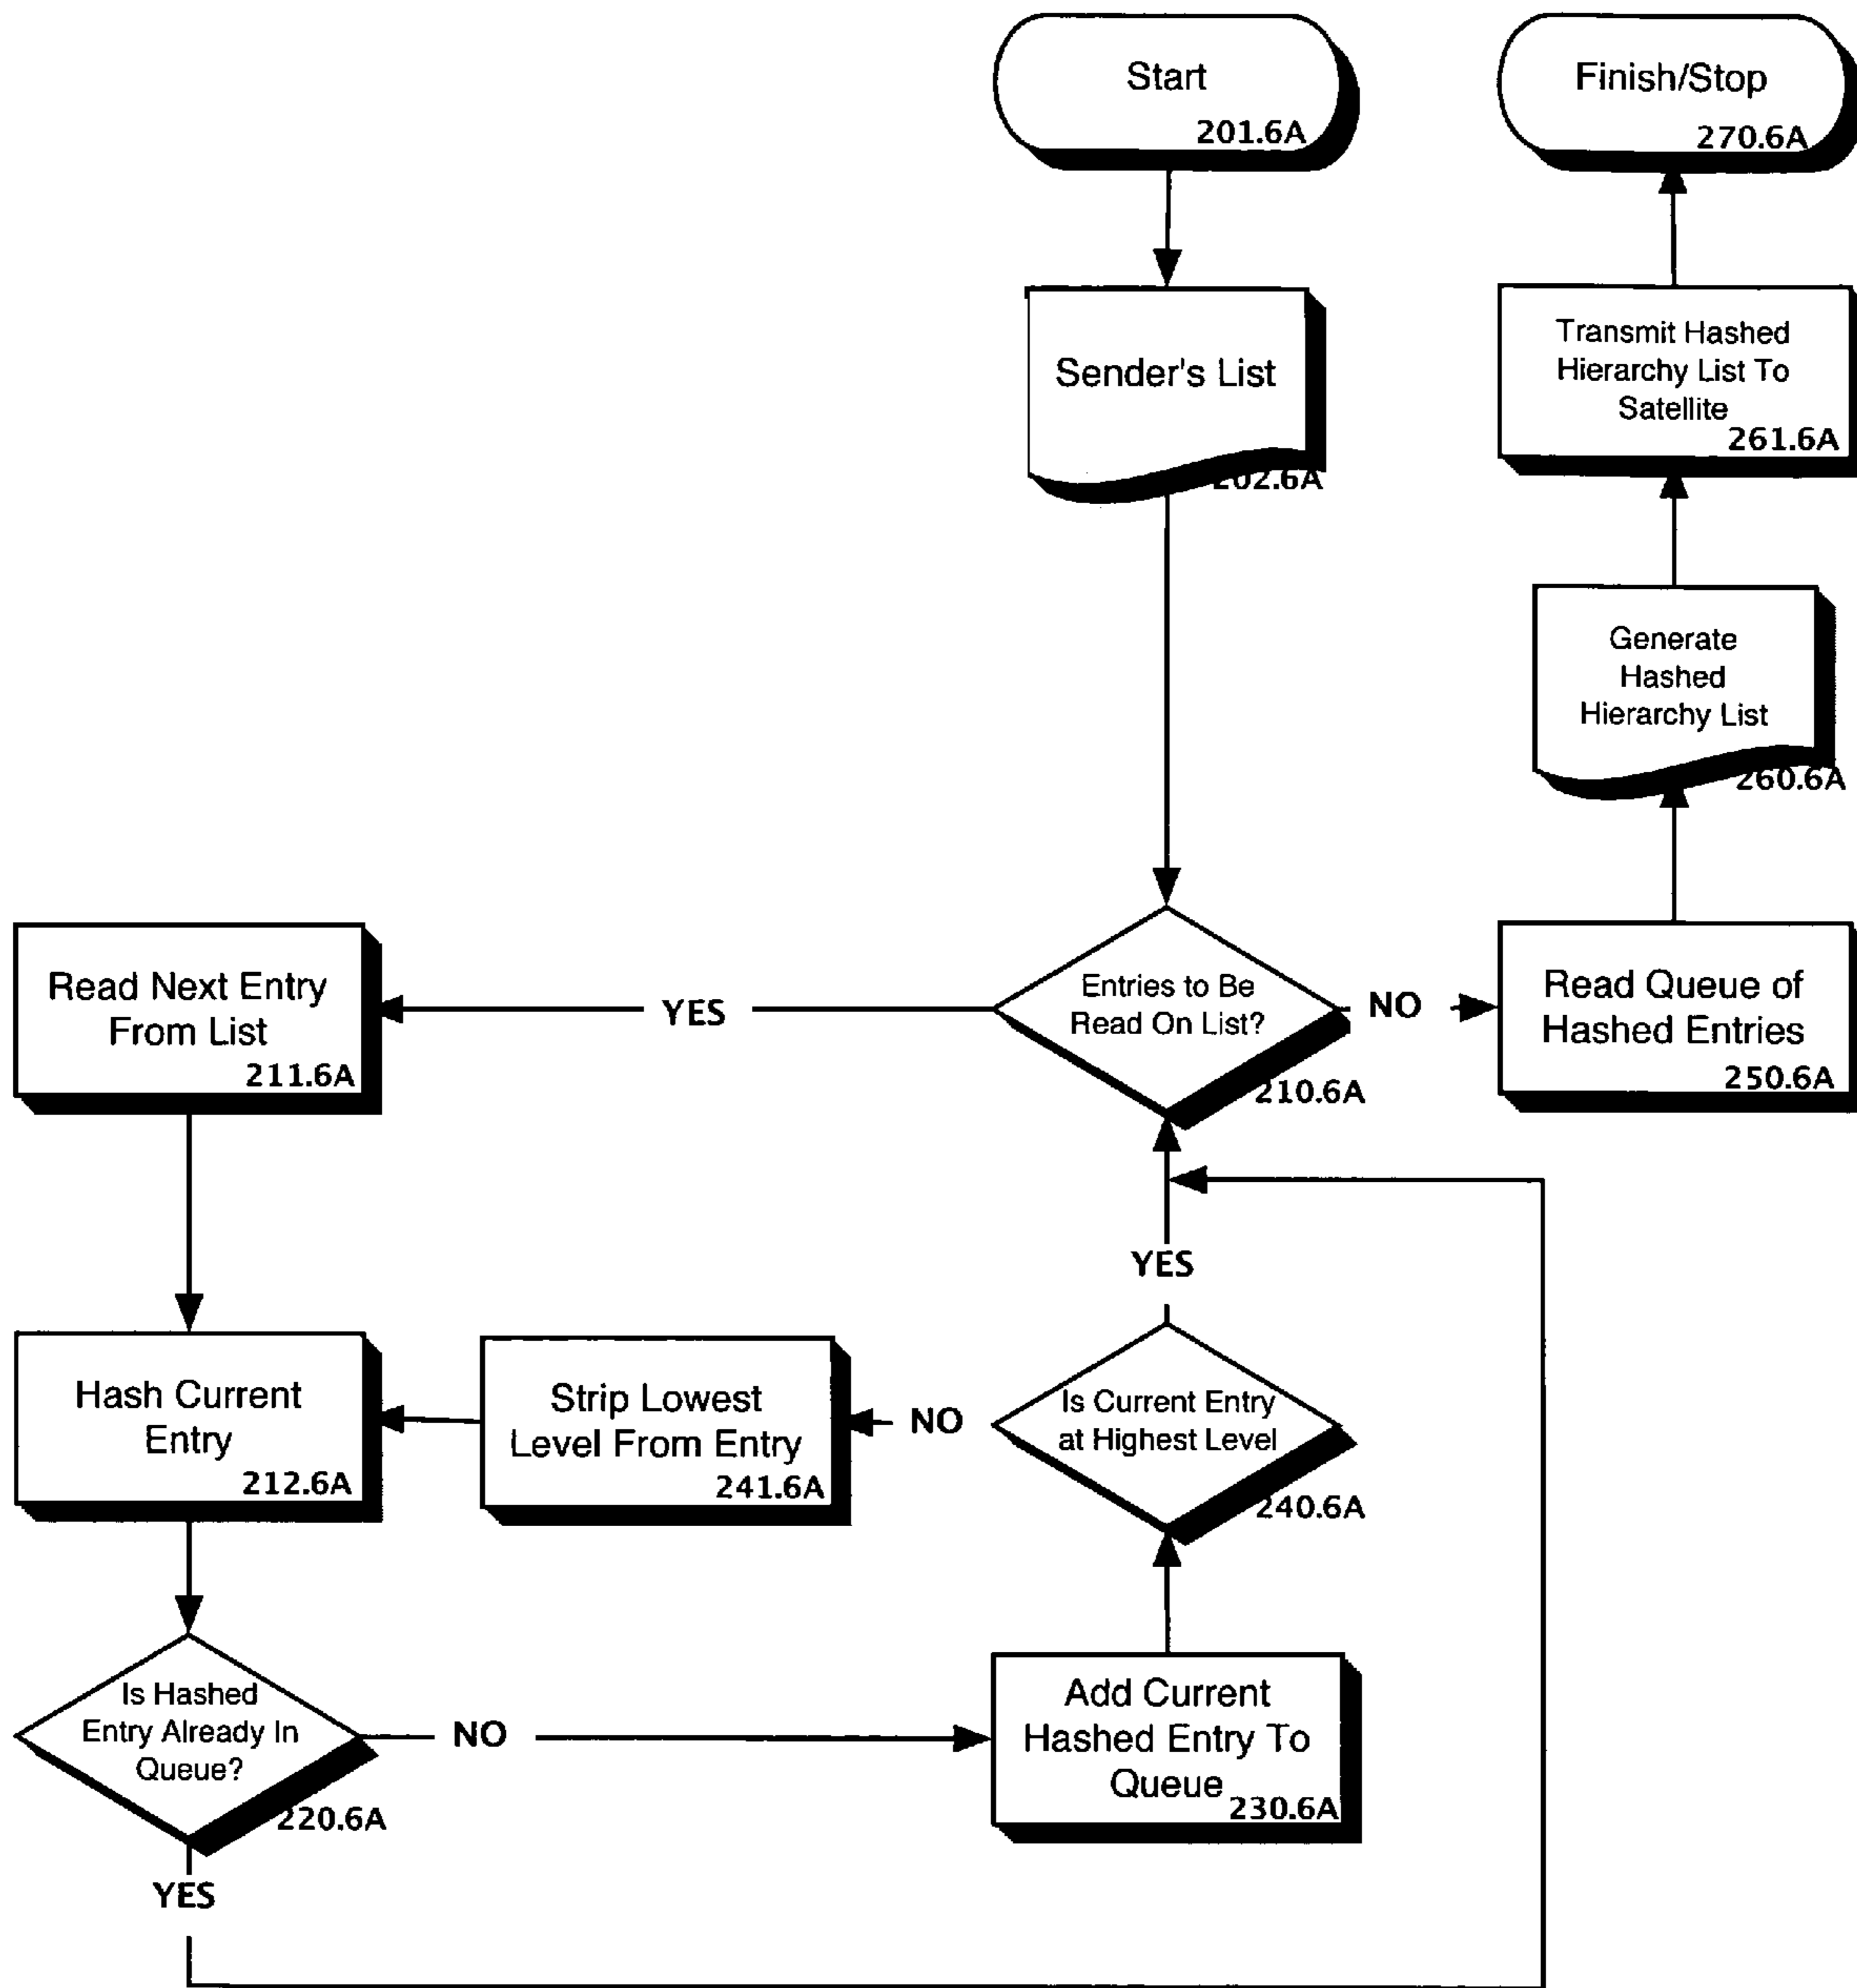 Start
201.6A
Finish/Stop
270.6A
Sender's List
202.6A
Transmit Hashed
Hierarchy List To
Satellite
261.6A
Generate
Hashed
Hierarchy List
260.6A
Read Next Entry
From List
211.6A
YES
Entries to Be
Read On List?
210.6A
NO
Read Queue of
Hashed Entries
250.6A
YES
Hash Current
Entry
212.6A
Strip Lowest
Level From Entry
241.6A
NO
Is Current Entry
at Highest Level
240.6A
Is Hashed
Entry Already In
Queue?
220.6A
NO
Add Current
Hashed Entry To
Queue
230.6A
YES